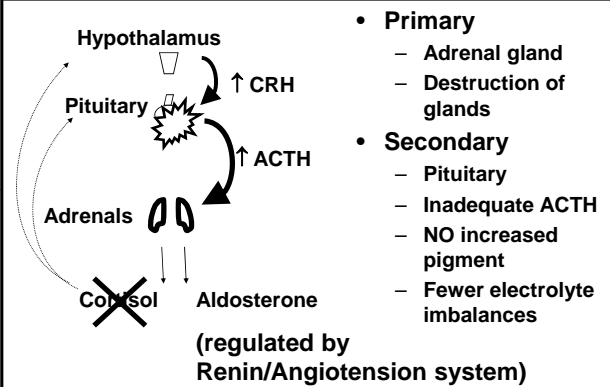 Hypothalamus
↑ CRH
Pituitary
↑ ACTH
Adrenals
Cortisol
Aldosterone
(regulated by
Renin/Angiotension system)
• Primary
– Adrenal gland
– Destruction of
glands
• Secondary
– Pituitary
– Inadequate ACTH
– NO increased
pigment
– Fewer electrolyte
imbalances